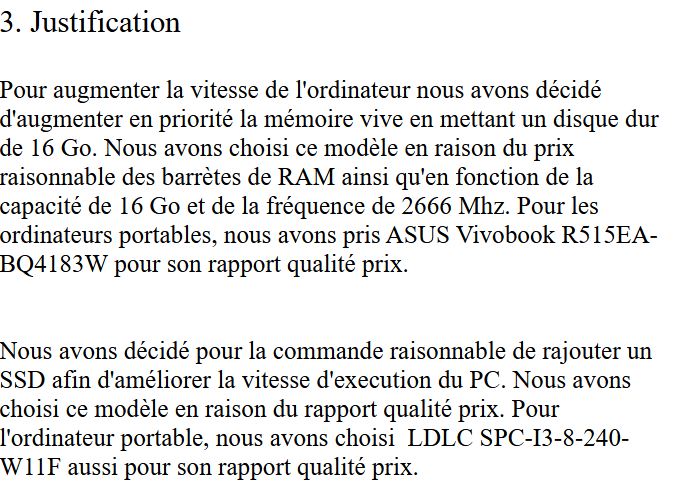 3. Justification
Pour augmenter la vitesse de l'ordinateur nous avons décidé
d'augmenter en priorité la mémoire vive en mettant un disque dur
de 16 Go. Nous avons choisi ce modèle en raison du prix
raisonnable des barrètes de RAM ainsi qu'en fonction de la
capacité de 16 Go et de la fréquence de 2666 Mhz. Pour les
ordinateurs portables, nous avons pris ASUS Vivobook R515EA-
BQ4183W pour son rapport qualité prix.
Nous avons décidé pour la commande raisonnable de rajouter un
SSD afin d'améliorer la vitesse d'execution du PC. Nous avons
choisi ce modèle en raison du rapport qualité prix. Pour
l'ordinateur portable, nous avons choisi  LDLC SPC-I3-8-240-
W11F aussi pour son rapport qualité prix.